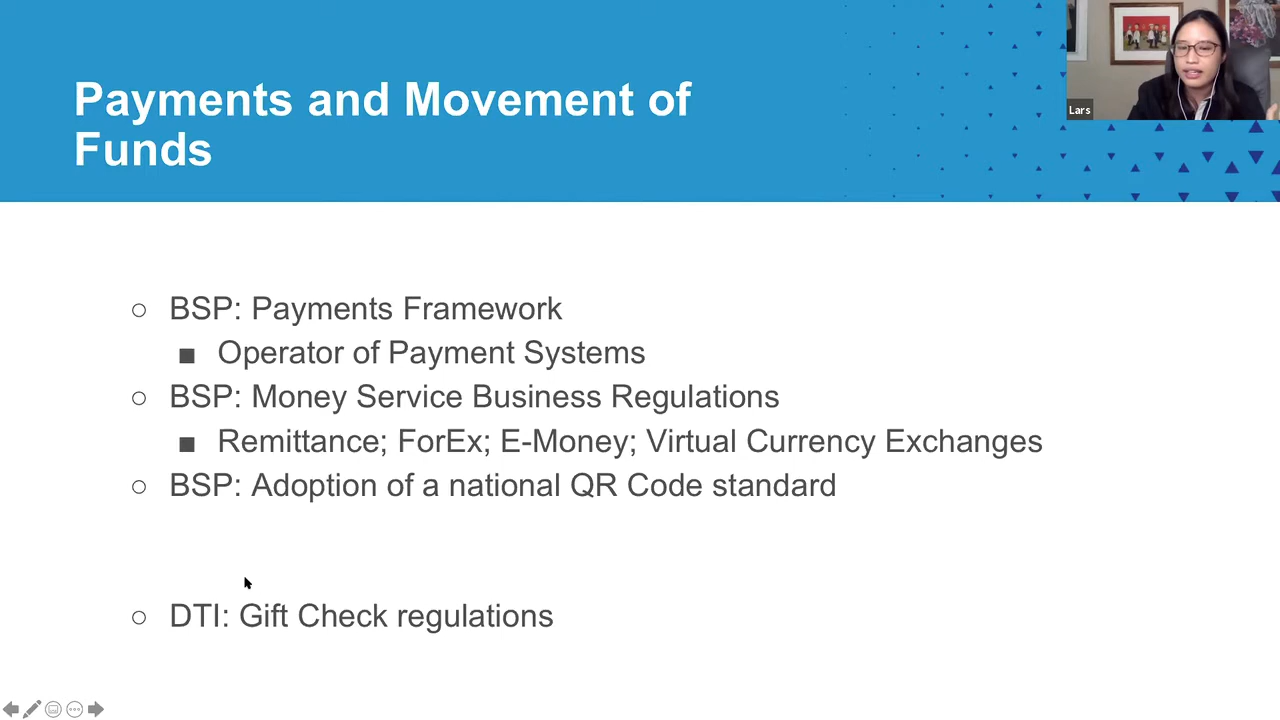 Payments and Movement of
Funds
Lars
○ BSP: Payments Framework
■ Operator of Payment Systems
○ BSP: Money Service Business Regulations
■ Remittance; ForEx; E-Money; Virtual Currency Exchanges
○ BSP: Adoption of a national QR Code standard
○ DTI: Gift Check regulations